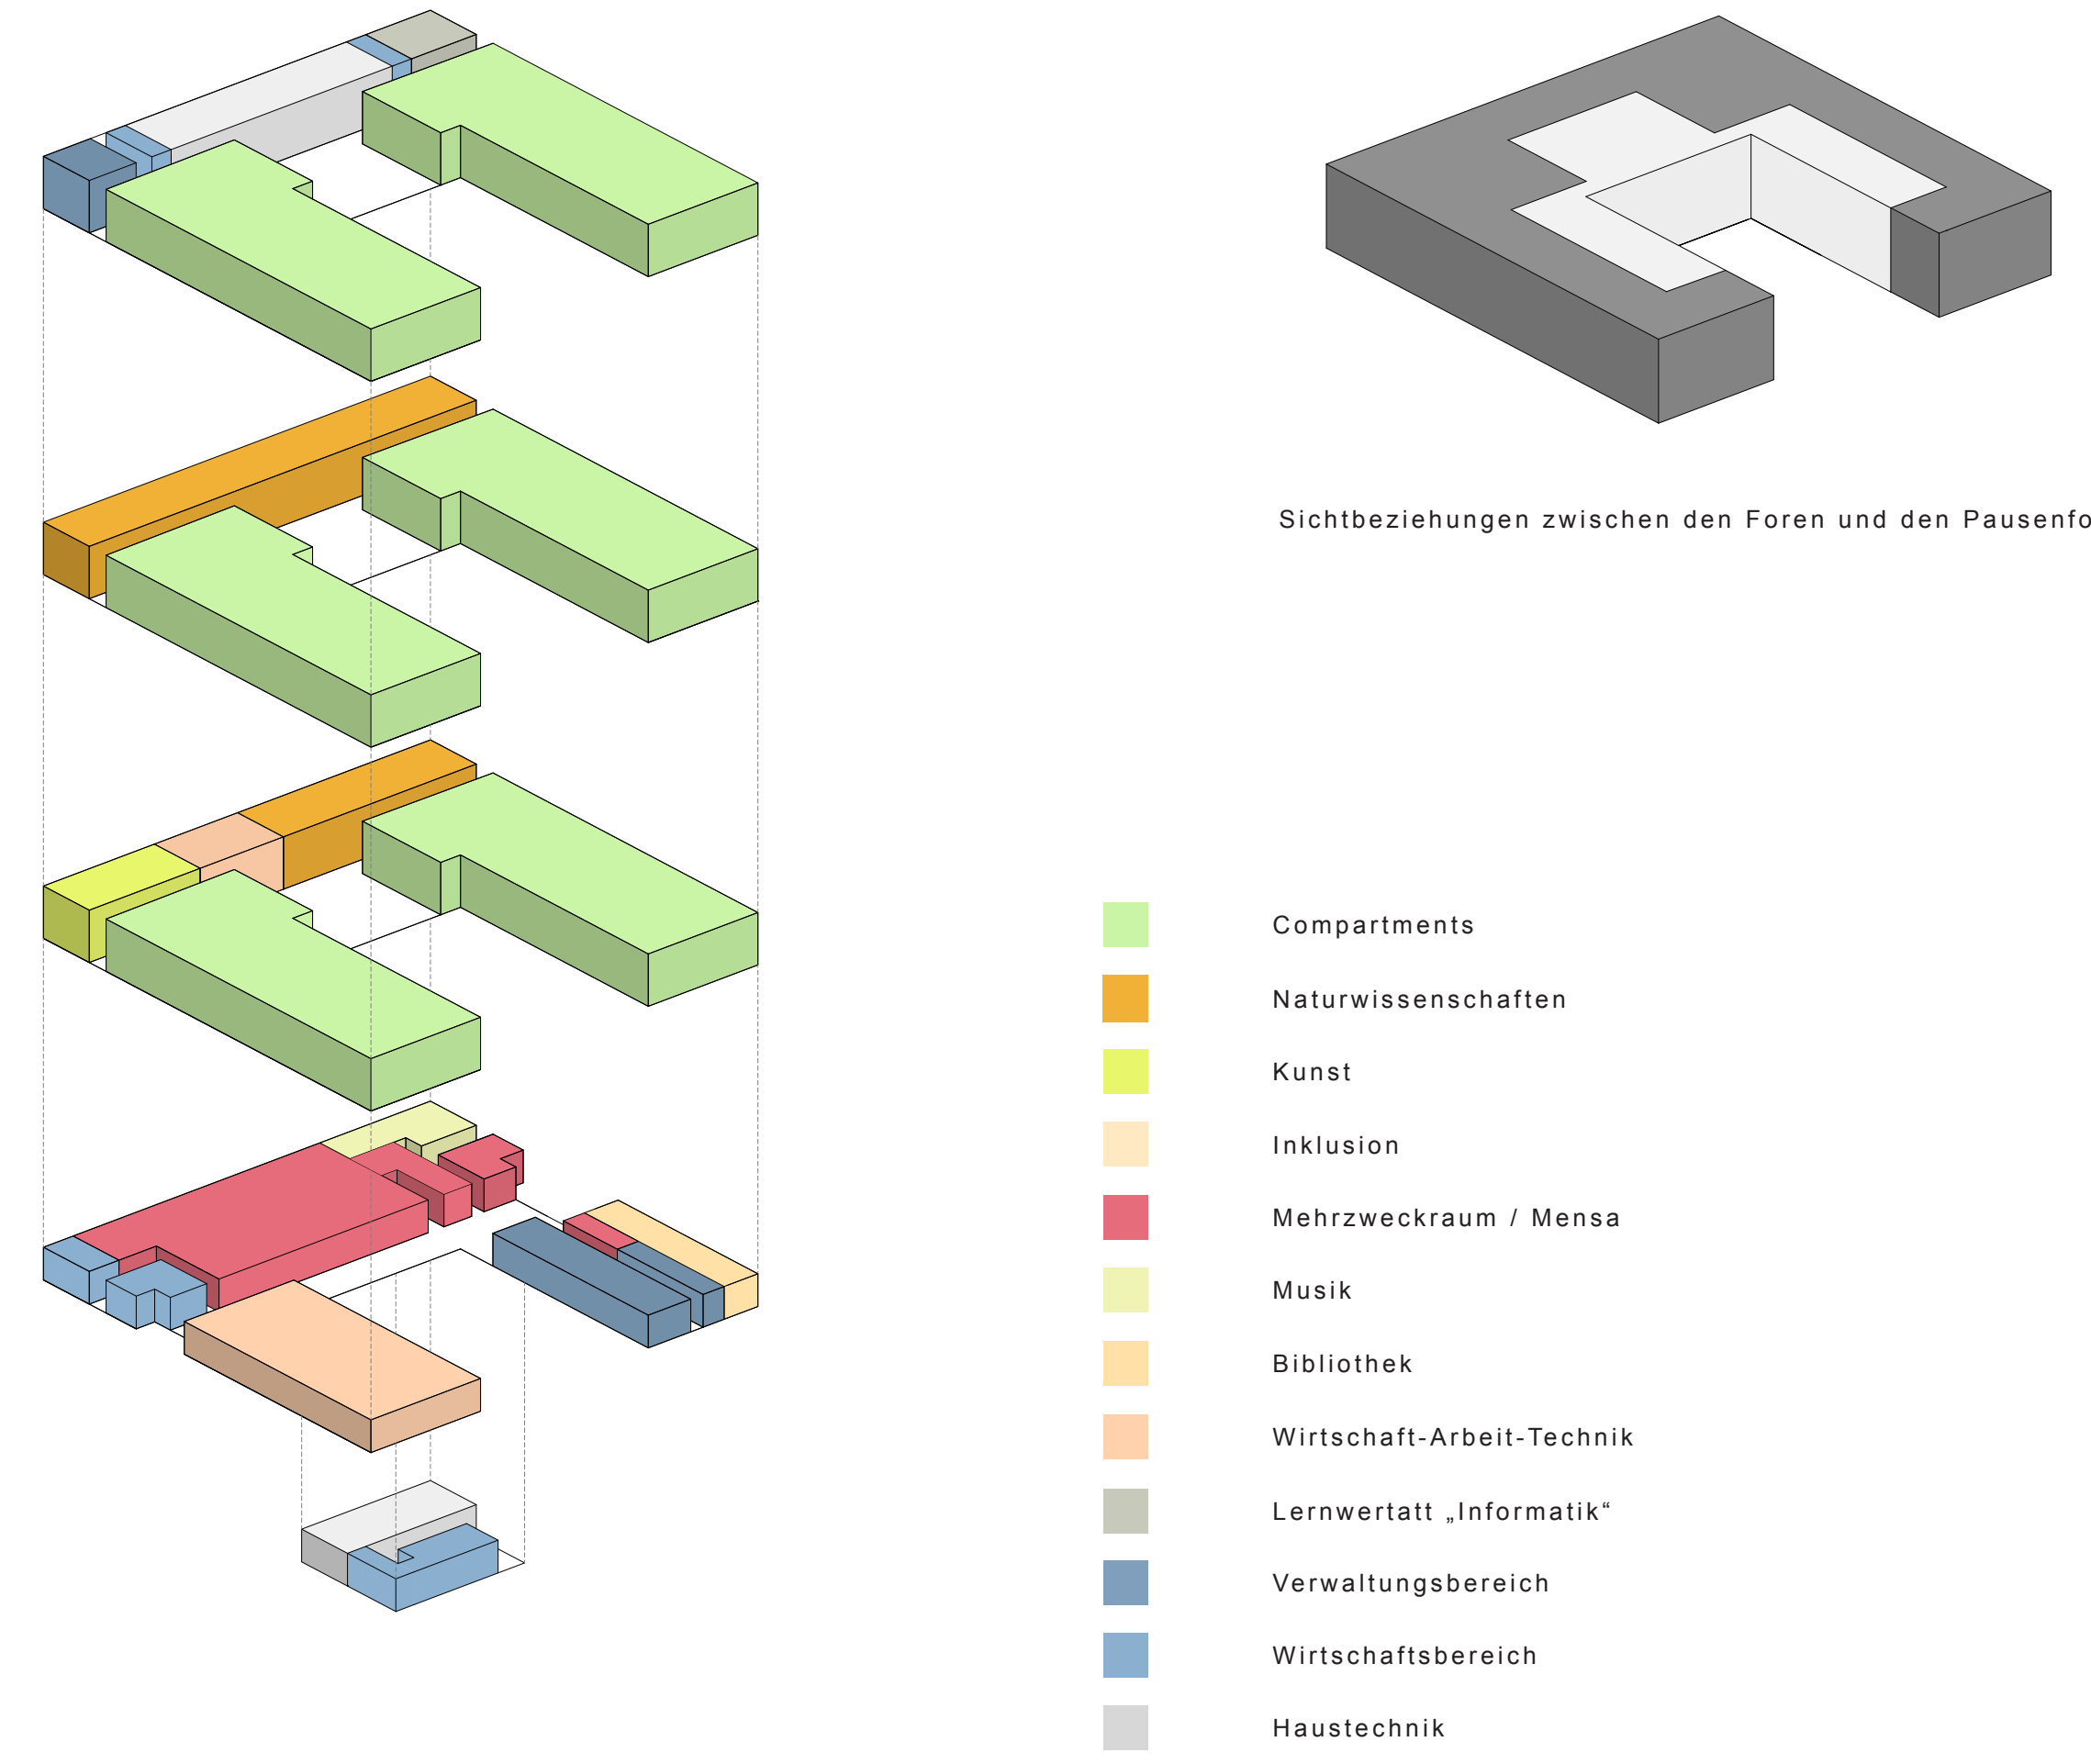 Sichtbeziehungen zwischen den Foren und den Pausenfo
Compartments
Naturwissenschaften
Kunst
Inklusion
Mehrzweckraum / Mensa
Musik
Bibliothek
Wirtschaft-Arbeit-Technik
Lernwertatt „Informatik“
Verwaltungsbereich
Wirtschaftsbereich
Haustechnik